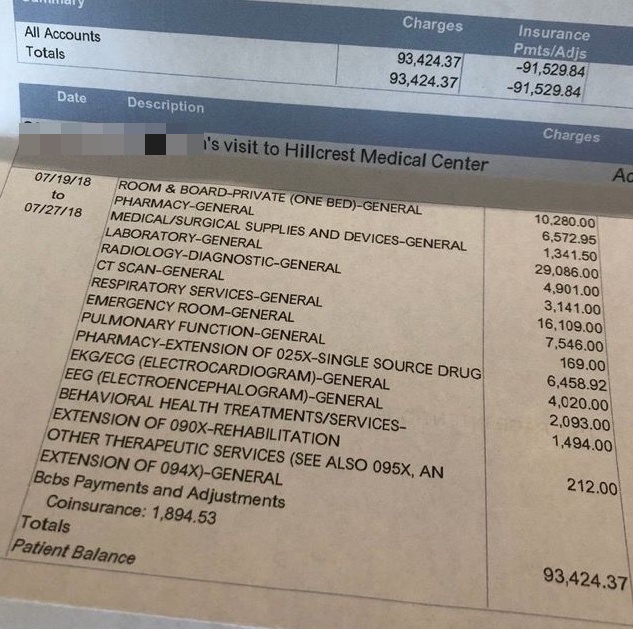 Summary
Charges Insurance Pmts/Adjs
All Accounts 93,424.37 -91,529.84
Totals 93,424.37 -91,529.84
Date Description Charges
's visit to Hillcrest Medical Center
07/19/18 to 07/27/18
ROOM & BOARD-PRIVATE (ONE BED)-GENERAL 10,280.00
PHARMACY-GENERAL 6,572.95
MEDICAL/SURGICAL SUPPLIES AND DEVICES-GENERAL 1,341.50
LABORATORY-GENERAL 29,086.00
RADIOLOGY-DIAGNOSTIC-GENERAL 4,901.00
CT SCAN-GENERAL 3,141.00
RESPIRATORY SERVICES-GENERAL 16,109.00
EMERGENCY ROOM-GENERAL 7,546.00
PULMONARY FUNCTION-GENERAL 169.00
PHARMACY-EXTENSION OF 025X-SINGLE SOURCE DRUG 6,458.92
EKG/ECG (ELECTROCARDIOGRAM)-GENERAL 4,020.00
EEG (ELECTROENCEPHALOGRAM)-GENERAL 2,093.00
BEHAVIORAL HEALTH TREATMENTS/SERVICES- 1,494.00
EXTENSION OF 090X-REHABILITATION
OTHER THERAPEUTIC SERVICES (SEE ALSO 095X, AN 212.00
EXTENSION OF 094X)-GENERAL
Bcbs Payments and Adjustments
Coinsurance: 1,894.53
Totals 93,424.37
Patient Balance